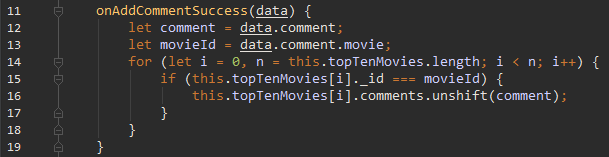 11 onAddCommentSuccess(data) {
12 let comment = data.comment;
13 let movieId = data.comment.movie;
14 for (let i = 0, n = this.topTenMovies.length; i < n; i++) {
15 if (this.topTenMovies[i]._id === movieId) {
16 this.topTenMovies[i].comments.unshift(comment);
17 }
18 }
19 }